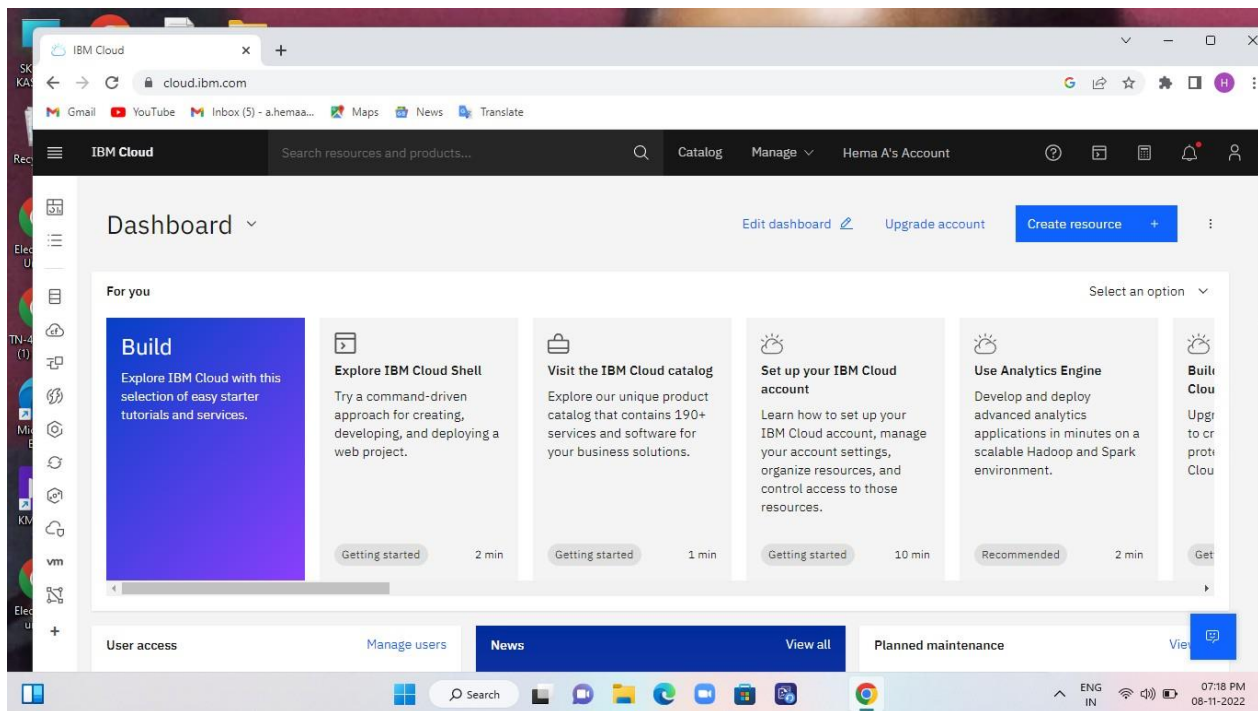 IBM Cloud
cloud.ibm.com
G
H
Gmail YouTube Inbox (5) - a.hemaa... Maps News Translate
IBM Cloud Search resources and products... Catalog Manage Hema A's Account
Dashboard Edit dashboard Upgrade account Create resource +
For you Select an option
Build
Explore IBM Cloud with this
selection of easy starter
tutorials and services.
Explore IBM Cloud Shell
Try a command-driven
approach for creating,
developing, and deploying a
web project.
Getting started 2 min
Visit the IBM Cloud catalog
Explore our unique product
catalog that contains 190+
services and software for
your business solutions.
Getting started 1 min
Set up your IBM Cloud
account
Learn how to set up your
IBM Cloud account, manage
your account settings,
organize resources, and
control access to those
resources.
Getting started 10 min
Use Analytics Engine
Develop and deploy
advanced analytics
applications in minutes on a
scalable Hadoop and Spark
environment.
Recommended 2 min
vm
User access Manage users
News View all
Planned maintenance
Search
ENG
IN
07:18 PM
08-11-2022